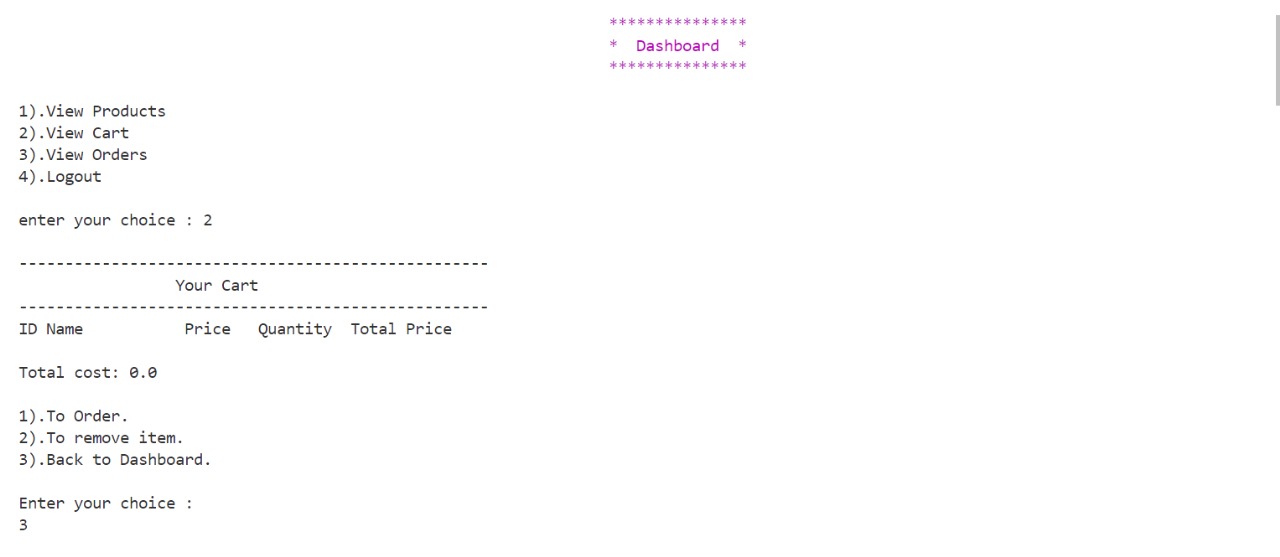 ***************
*  Dashboard  *
***************
1).View Products
2).View Cart
3).View Orders
4).Logout
enter your choice : 2
---------------------------------------------------
Your Cart
---------------------------------------------------
ID Name           Price   Quantity  Total Price
Total cost: 0.0
1).To Order.
2).To remove item.
3).Back to Dashboard.
Enter your choice :
3